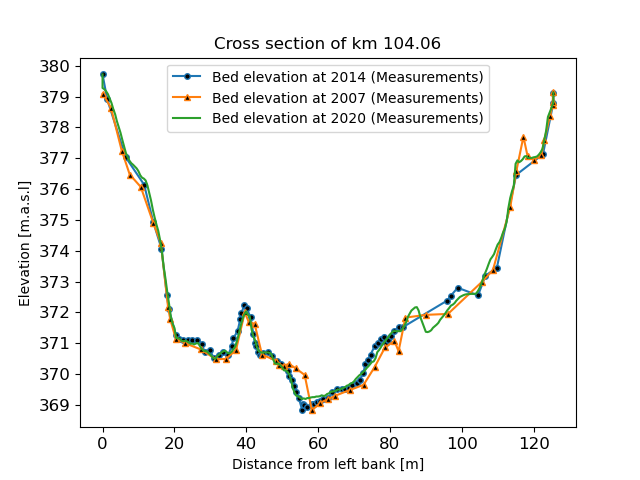 Cross section of km 104.06
Bed elevation at 2014 (Measurements)
Bed elevation at 2007 (Measurements)
Bed elevation at 2020 (Measurements)
Elevation [m.a.s.l]
380
379
378
377
376
375
374
373
372
371
370
369
0 20 40 60 80 100 120
Distance from left bank [m]